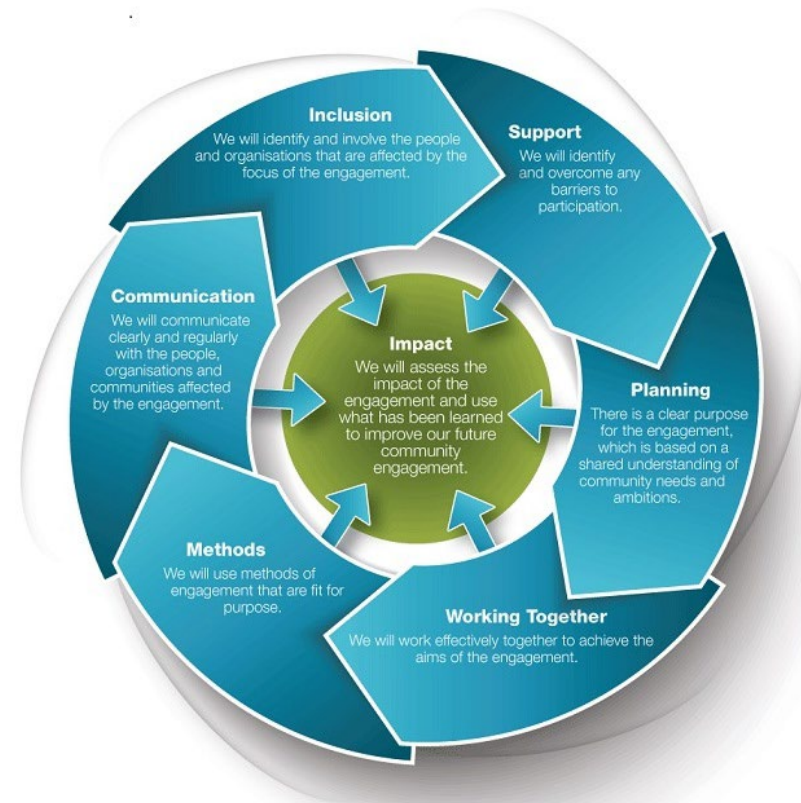 Inclusion
We will identify and involve the people
and organisations that are affected by the
focus of the engagement.
Support
We will identify
and overcome any
barriers to
participation.
Planning
There is a clear purpose
for the engagement,
which is based on a
shared understanding of
community needs and
ambitions.
Working Together
We will work effectively together to achieve the
aims of the engagement.
Methods
We will use methods of
engagement that are fit for
purpose.
Communication
We will communicate
clearly and regularly
with the people,
organisations and
communities affected
by the engagement.
Impact
We will assess the
impact of the
engagement and use
what has been learned
to improve our future
community
engagement.